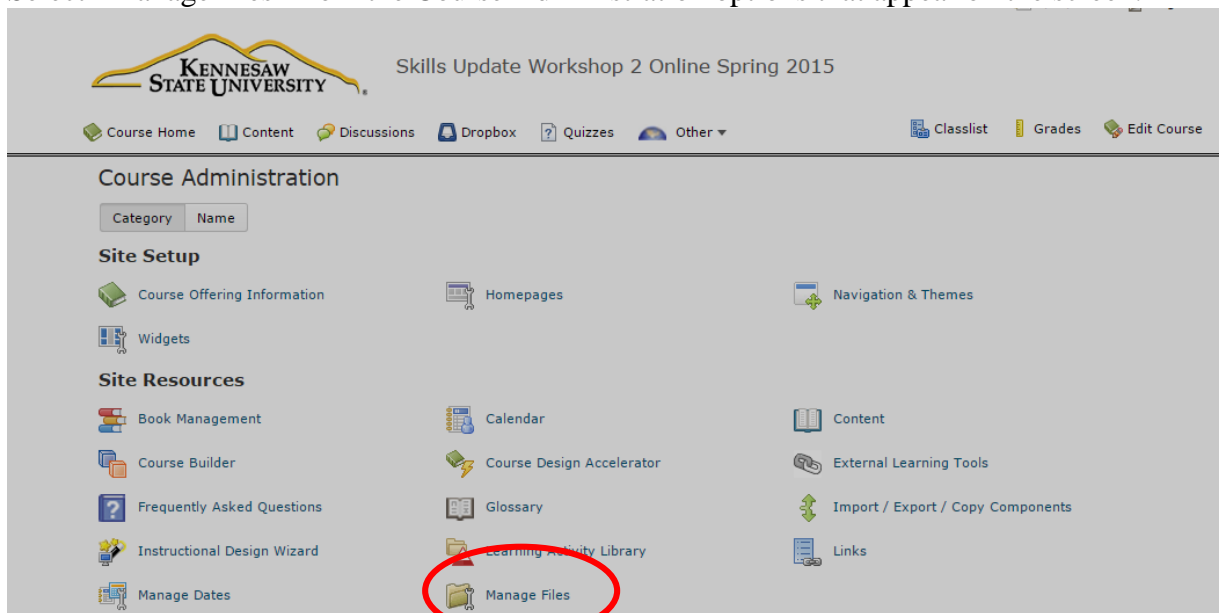 KENNESAW
STATE UNIVERSITY
Skills Update Workshop 2 Online Spring 2015
Course Home Content Discussions Dropbox Quizzes Other Classlist Grades Edit Course
Course Administration
Category Name
Site Setup
Course Offering Information Homepages Navigation & Themes
Widgets
Site Resources
Book Management Calendar Content
Course Builder Course Design Accelerator External Learning Tools
Frequently Asked Questions Glossary Import / Export / Copy Components
Instructional Design Wizard Learning Activity Library Links
Manage Dates Manage Files